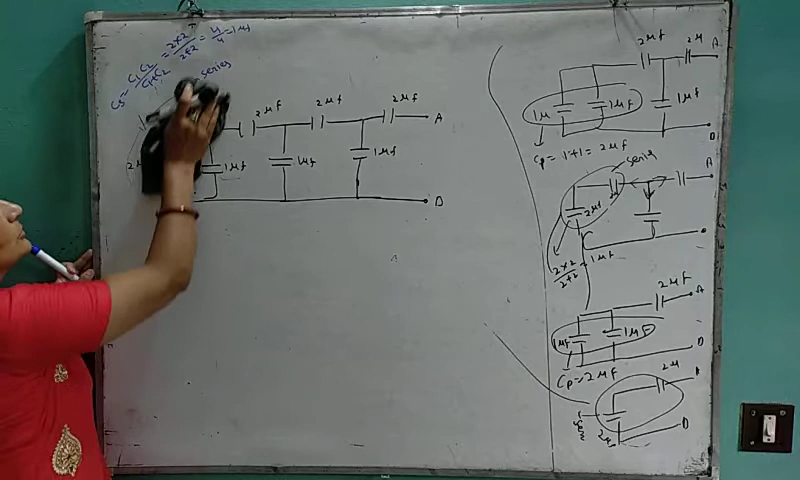 Cs = C1C2/C1+C2 = 2×2/2+2 = 4/4 = 1μf
series
2μf
2μf
2μf
A
1μf
1μf
1μf
B
2μf
2μ
A
1μ
1μf
1μf
B
Cp = 1+1 = 2μf
series
A
2μf
2×2/2+2 = 1μf
2μf
A
1μf
1μf
B
Cp = 2μf
2μ
B